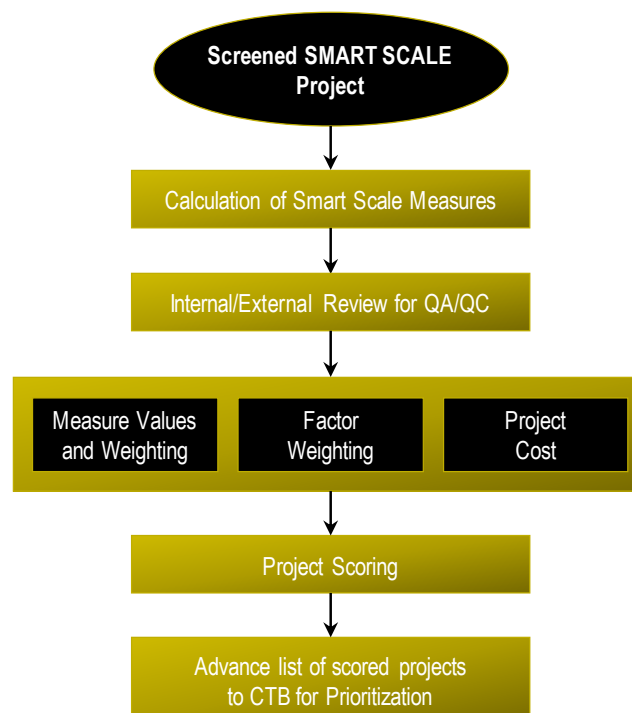 Screened SMART SCALE
Project
Calculation of Smart Scale Measures
Internal/External Review for QA/QC
Measure Values
and Weighting
Factor
Weighting
Project
Cost
Project Scoring
Advance list of scored projects
to CTB for Prioritization